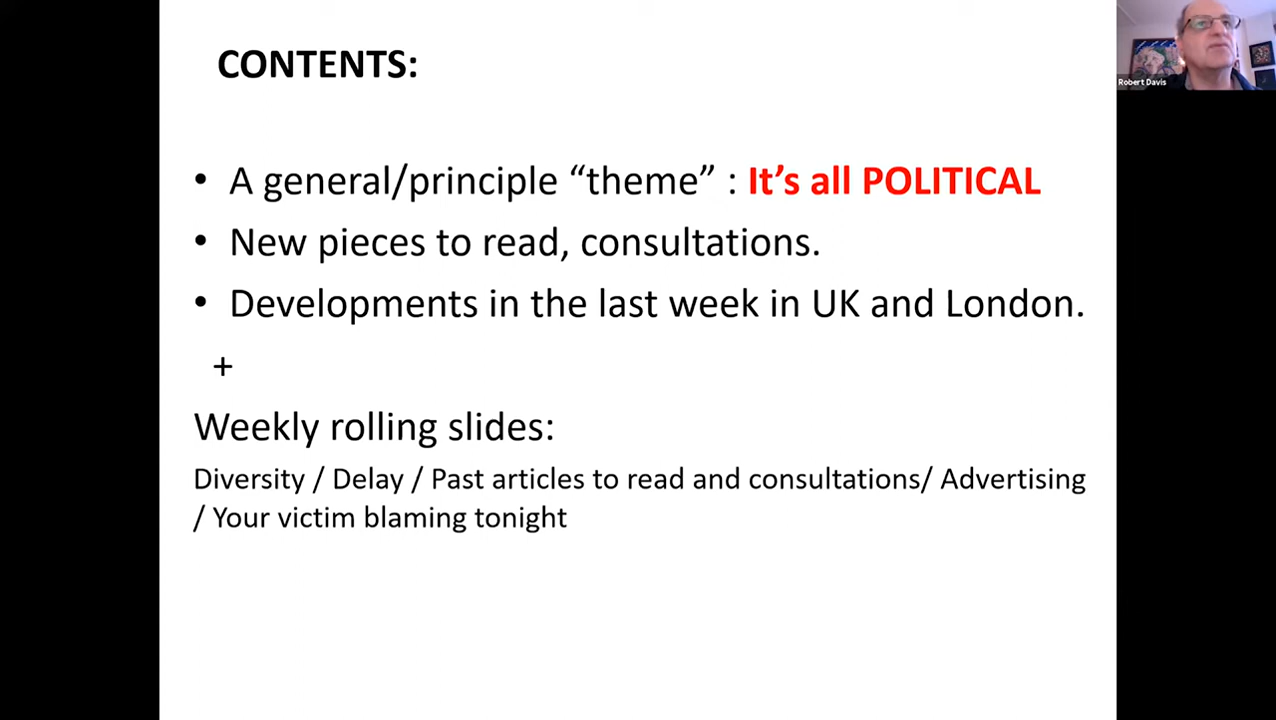 CONTENTS:
Robert Davis
• A general/principle “theme” : It’s all POLITICAL
• New pieces to read, consultations.
• Developments in the last week in UK and London.
+
Weekly rolling slides:
Diversity / Delay / Past articles to read and consultations/ Advertising
/ Your victim blaming tonight